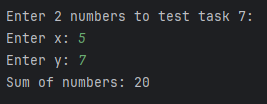 Enter 2 numbers to test task 7:
Enter x: 5
Enter y: 7
Sum of numbers: 20